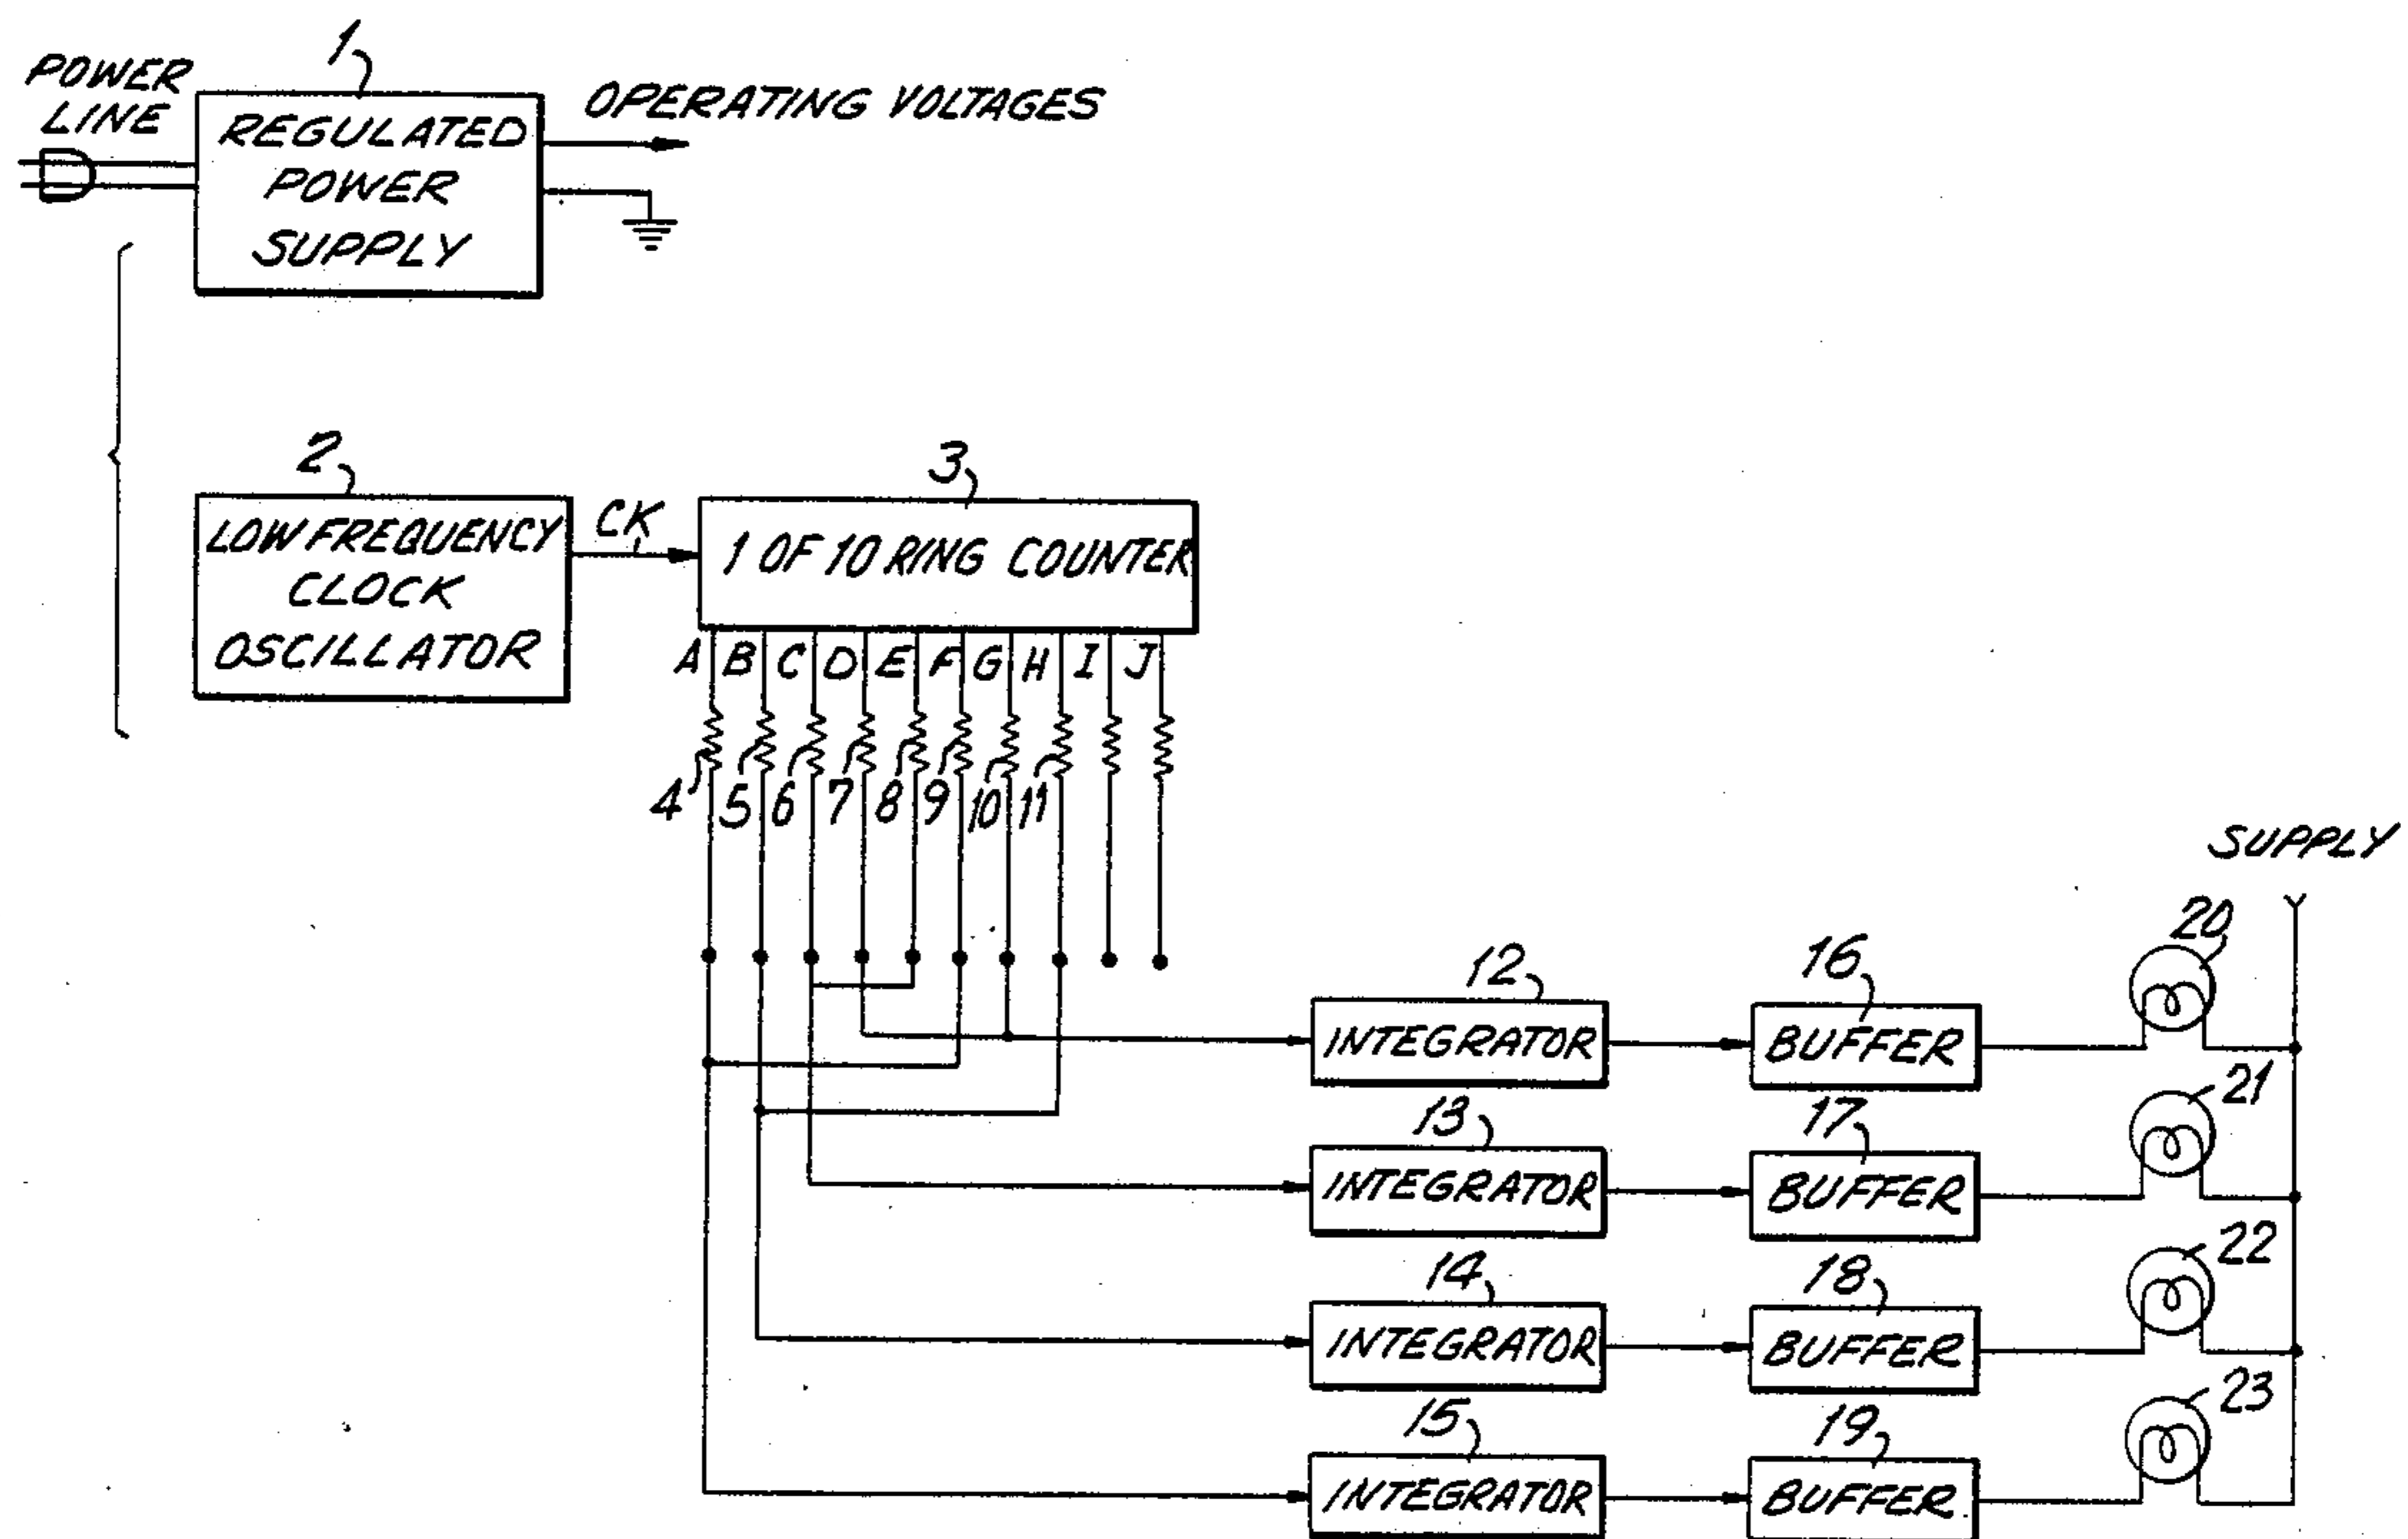 1
POWER
LINE
REGULATED
POWER
SUPPLY
OPERATING VOLTAGES
2
LOW FREQUENCY
CLOCK
OSCILLATOR
CK
3
1 OF 10 RING COUNTER
A B C D E F G H I J
4 5 6 7 8 9 10 11
SUPPLY
12
INTEGRATOR
16
BUFFER
20
13
INTEGRATOR
17
BUFFER
21
14
INTEGRATOR
18
BUFFER
22
15
INTEGRATOR
19
BUFFER
23